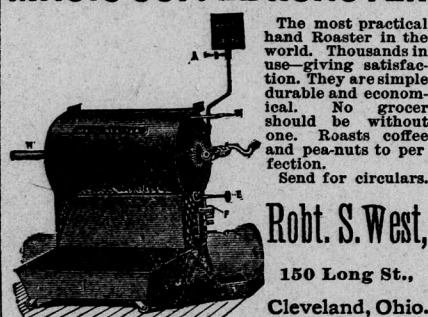 The most practical
hand Roaster in the
world. Thousands in
use—giving satisfac-
tion. They are simple
durable and econom-
ical. No grocer
should be without
one. Roasts coffee
and pea-nuts to per
fection.
Send for circulars.
Robt. S. West,
150 Long St.,
Cleveland, Ohio.
A
W